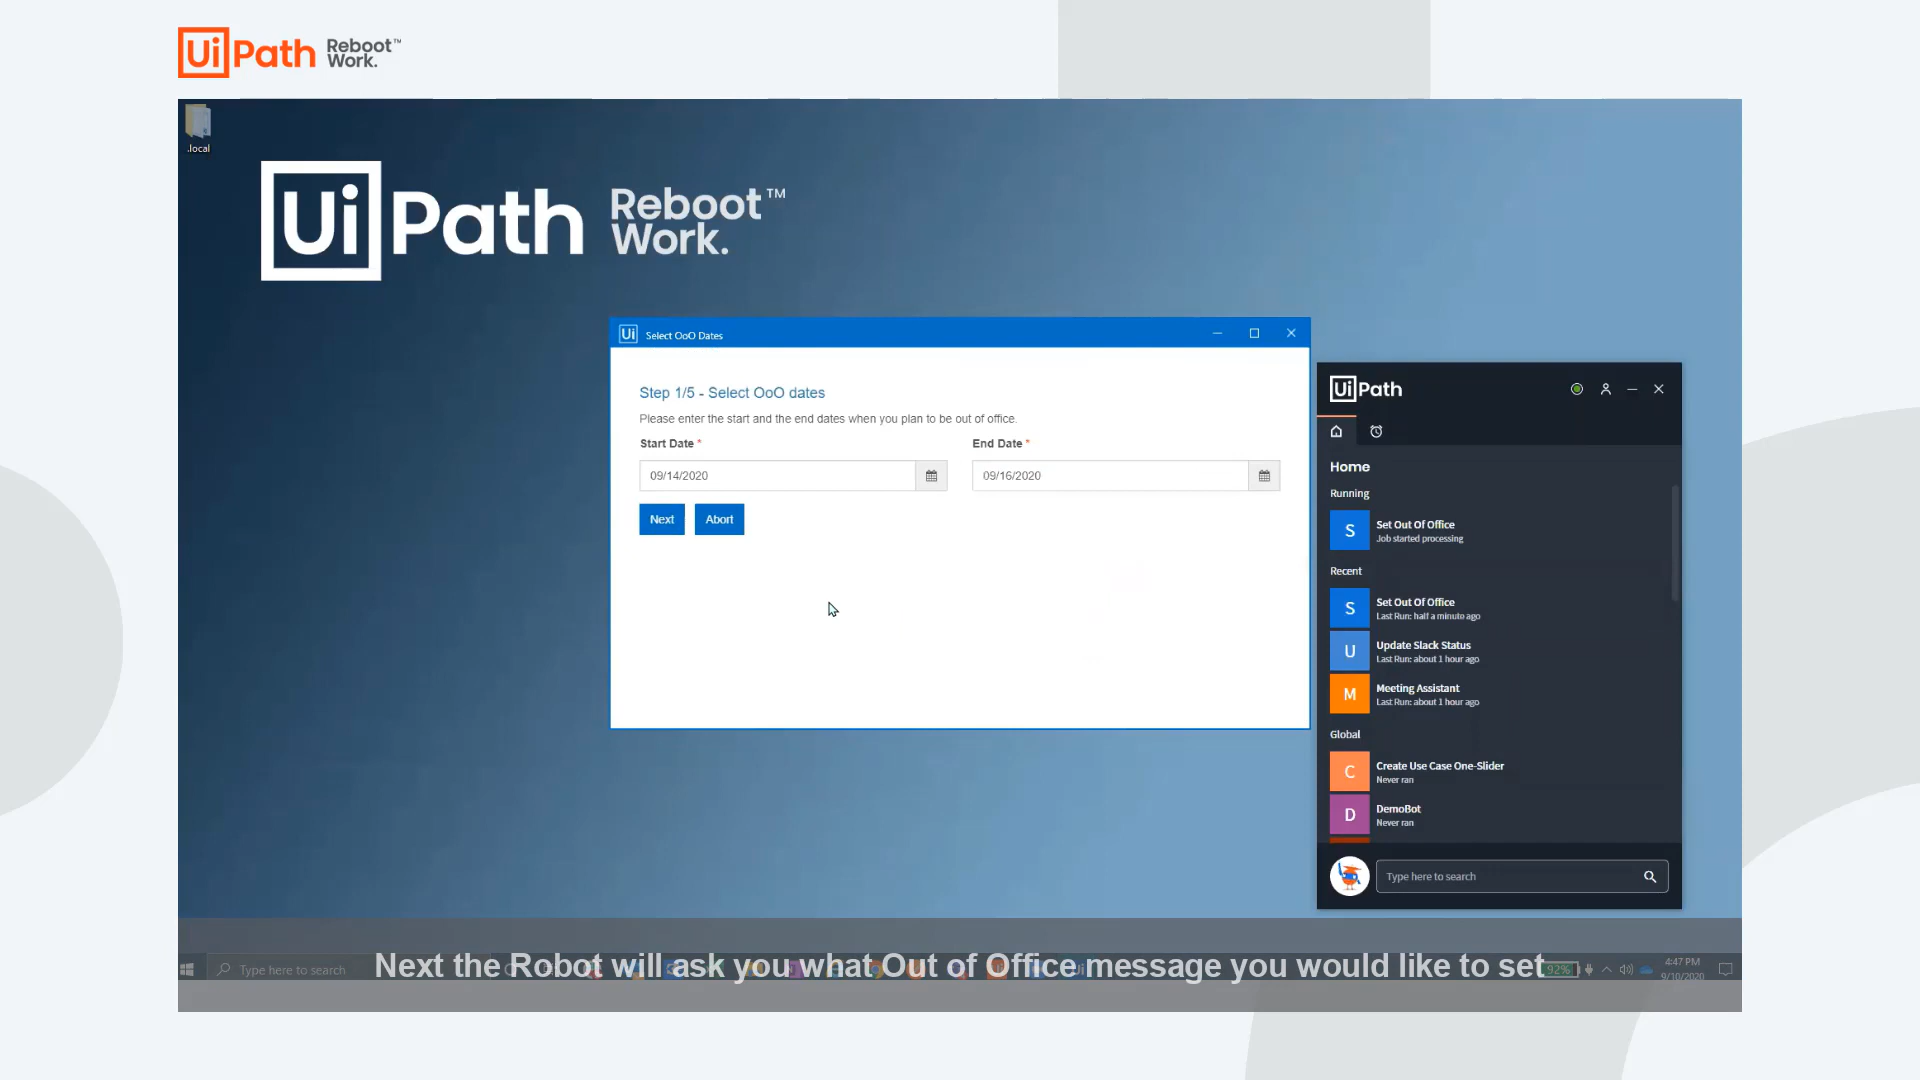 UiPath Reboot™ Work.
.local
UiPath Reboot™ Work.
Ui Select OoO Dates
Step 1/5 - Select OoO dates
Please enter the start and the end dates when you plan to be out of office.
Start Date *
End Date *
09/14/2020
09/16/2020
Next
Abort
UiPath
Home
Running
S
Set Out Of Office
Job started processing
Recent
S
Set Out Of Office
Last Run: half a minute ago
U
Update Slack Status
Last Run: about 1 hour ago
M
Meeting Assistant
Last Run: about 1 hour ago
Global
C
Create Use Case One-Slider
Never ran
D
DemoBot
Never ran
Type here to search
Type here to search
Next the Robot will ask you what Out of Office message you would like to set
92%
4:47 PM
9/10/2020